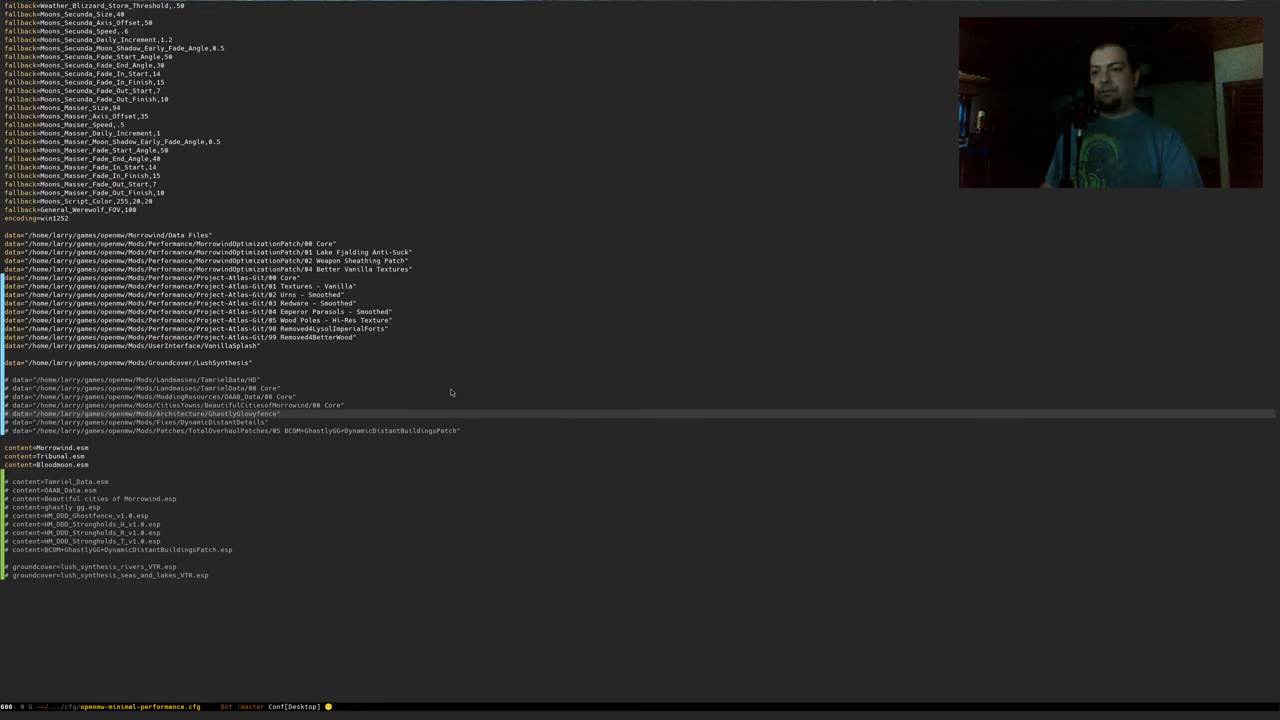 fallback=Weather_Blizzard_Storm_Threshold,.50
fallback=Moons_Secunda_Size,40
fallback=Moons_Secunda_Axis_Offset,50
fallback=Moons_Secunda_Speed,.6
fallback=Moons_Secunda_Daily_Increment,1.2
fallback=Moons_Secunda_Moon_Shadow_Early_Fade_Angle,0.5
fallback=Moons_Secunda_Fade_Start_Angle,50
fallback=Moons_Secunda_Fade_End_Angle,30
fallback=Moons_Secunda_Fade_In_Start,14
fallback=Moons_Secunda_Fade_In_Finish,15
fallback=Moons_Secunda_Fade_Out_Start,7
fallback=Moons_Secunda_Fade_Out_Finish,10
fallback=Moons_Masser_Size,94
fallback=Moons_Masser_Axis_Offset,35
fallback=Moons_Masser_Speed,.5
fallback=Moons_Masser_Daily_Increment,1
fallback=Moons_Masser_Moon_Shadow_Early_Fade_Angle,0.5
fallback=Moons_Masser_Fade_Start_Angle,50
fallback=Moons_Masser_Fade_End_Angle,40
fallback=Moons_Masser_Fade_In_Start,14
fallback=Moons_Masser_Fade_In_Finish,15
fallback=Moons_Masser_Fade_Out_Start,7
fallback=Moons_Masser_Fade_Out_Finish,10
fallback=Moons_Script_Color,255,20,20
fallback=General_Werewolf_FOV,100
encoding=win1252
data="/home/larry/games/openmw/Morrowind/Data Files"
data="/home/larry/games/openmw/Mods/Performance/MorrowindOptimizationPatch/00 Core"
data="/home/larry/games/openmw/Mods/Performance/MorrowindOptimizationPatch/01 Lake Fjalding Anti-Suck"
data="/home/larry/games/openmw/Mods/Performance/MorrowindOptimizationPatch/02 Weapon Sheathing Patch"
data="/home/larry/games/openmw/Mods/Performance/MorrowindOptimizationPatch/04 Better Vanilla Textures"
data="/home/larry/games/openmw/Mods/Performance/Project-Atlas-Git/00 Core"
data="/home/larry/games/openmw/Mods/Performance/Project-Atlas-Git/01 Textures - Vanilla"
data="/home/larry/games/openmw/Mods/Performance/Project-Atlas-Git/02 Urns - Smoothed"
data="/home/larry/games/openmw/Mods/Performance/Project-Atlas-Git/03 Redware - Smoothed"
data="/home/larry/games/openmw/Mods/Performance/Project-Atlas-Git/04 Emperor Parasols - Smoothed"
data="/home/larry/games/openmw/Mods/Performance/Project-Atlas-Git/05 Wood Poles - Hi-Res Texture"
data="/home/larry/games/openmw/Mods/Performance/Project-Atlas-Git/98 Removed4LysolImperialForts"
data="/home/larry/games/openmw/Mods/Performance/Project-Atlas-Git/99 Removed4BetterWood"
data="/home/larry/games/openmw/Mods/UserInterface/VanillaSplash"
data="/home/larry/games/openmw/Mods/Groundcover/LushSynthesis"
# data="/home/larry/games/openmw/Mods/Landmasses/TamrielData/HD"
# data="/home/larry/games/openmw/Mods/Landmasses/TamrielData/00 Core"
# data="/home/larry/games/openmw/Mods/ModdingResources/OAAB_Data/00 Core"
# data="/home/larry/games/openmw/Mods/CitiesTowns/BeautifulCitiesofMorrowind/00 Core"
# data="/home/larry/games/openmw/Mods/Architecture/GhastlyGlowyfence"
# data="/home/larry/games/openmw/Mods/Fixes/DynamicDistantDetails"
# data="/home/larry/games/openmw/Mods/Patches/TotalOverhaulPatches/05 BCOM+GhastlyGG+DynamicDistantBuildingsPatch"
content=Morrowind.esm
content=Tribunal.esm
content=Bloodmoon.esm
# content=Tamriel_Data.esm
# content=OAAB_Data.esm
# content=Beautiful cities of Morrowind.esp
# content=ghastly gg.esp
# content=HM_DDD_Ghostfence_v1.0.esp
# content=HM_DDD_Strongholds_H_v1.0.esp
# content=HM_DDD_Strongholds_R_v1.0.esp
# content=HM_DDD_Strongholds_T_v1.0.esp
# content=BCOM+GhastlyGG+DynamicDistantBuildingsPatch.esp
# groundcover=lush_synthesis_rivers_VTR.esp
# groundcover=lush_synthesis_seas_and_lakes_VTR.esp
600: 0 U ~~/.../cfg/openmw-minimal-performance.cfg Bot :master Conf[Desktop]